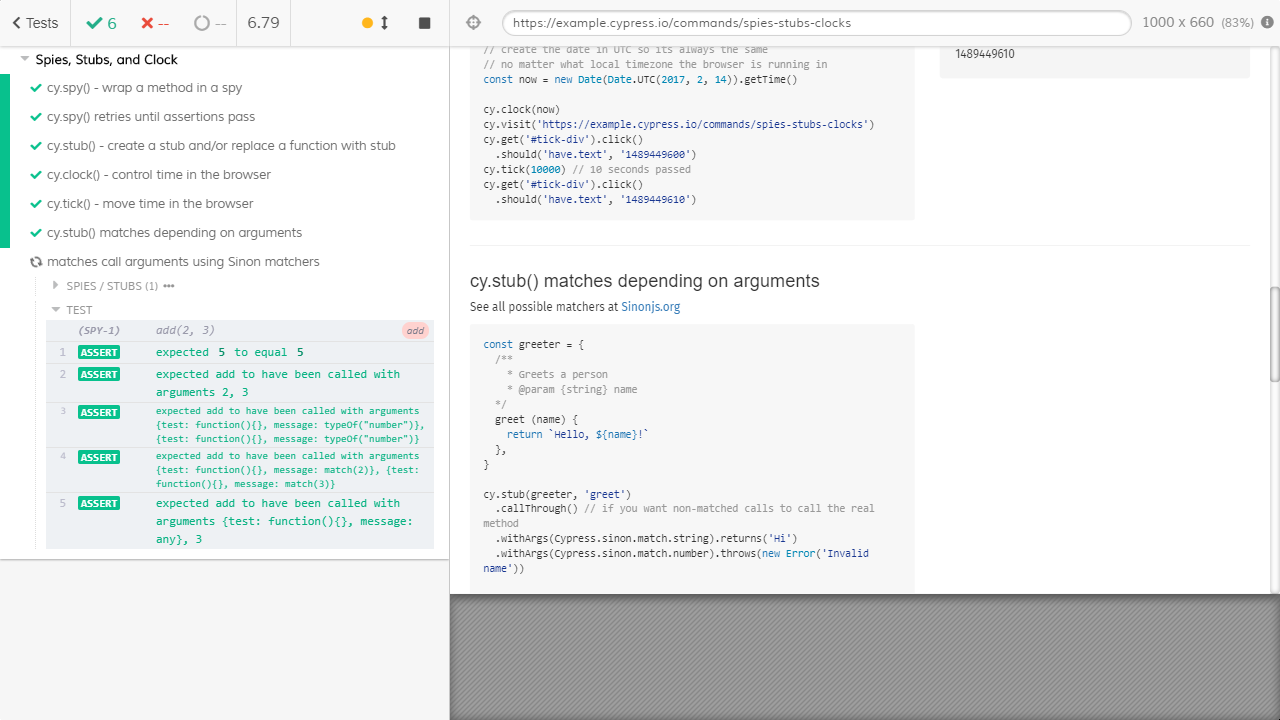 Tests
6
--
--
6.79
https://example.cypress.io/commands/spies-stubs-clocks
1000 x 660 (83%)
Spies, Stubs, and Clock
cy.spy() - wrap a method in a spy
cy.spy() retries until assertions pass
cy.stub() - create a stub and/or replace a function with stub
cy.clock() - control time in the browser
cy.tick() - move time in the browser
cy.stub() matches depending on arguments
matches call arguments using Sinon matchers
SPIES / STUBS (1) •••
TEST
(SPY-1) add(2, 3) add
1 ASSERT expected 5 to equal 5
2 ASSERT expected add to have been called with
arguments 2, 3
3 ASSERT expected add to have been called with arguments
{test: function(){}, message: typeOf("number")},
{test: function(){}, message: typeOf("number")}
4 ASSERT expected add to have been called with arguments
{test: function(){}, message: match(2)}, {test:
function(){}, message: match(3)}
5 ASSERT expected add to have been called with
arguments {test: function(){}, message:
any}, 3
// create the date in UTC so its always the same
// no matter what local timezone the browser is running in
const now = new Date(Date.UTC(2017, 2, 14)).getTime()
cy.clock(now)
cy.visit('https://example.cypress.io/commands/spies-stubs-clocks')
cy.get('#tick-div').click()
.should('have.text', '1489449600')
cy.tick(10000) // 10 seconds passed
cy.get('#tick-div').click()
.should('have.text', '1489449610')
1489449610
cy.stub() matches depending on arguments
See all possible matchers at Sinonjs.org
const greeter = {
/**
* Greets a person
* @param {string} name
*/
greet (name) {
return `Hello, ${name}!`
},
}
cy.stub(greeter, 'greet')
.callThrough() // if you want non-matched calls to call the real
method
.withArgs(Cypress.sinon.match.string).returns('Hi')
.withArgs(Cypress.sinon.match.number).throws(new Error('Invalid
name'))